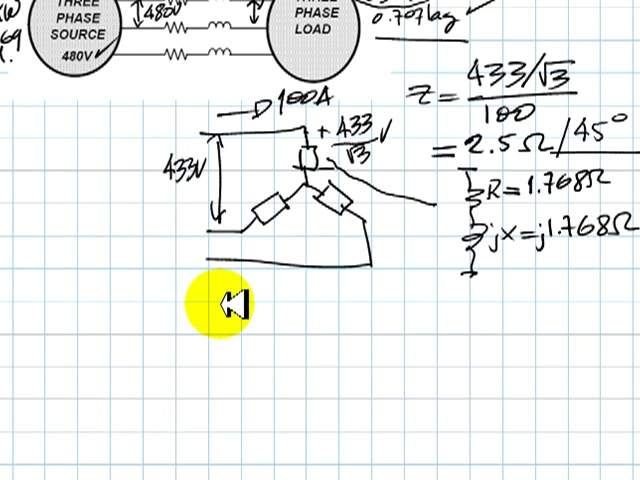 THREE
PHASE
SOURCE
480V
480V
THREE
PHASE
LOAD
0.707 lag
100A
433V
+ 433/√3 V
Z = 433/√3 / 100
= 2.5Ω /45°
R = 1.768Ω
jX = j1.768Ω